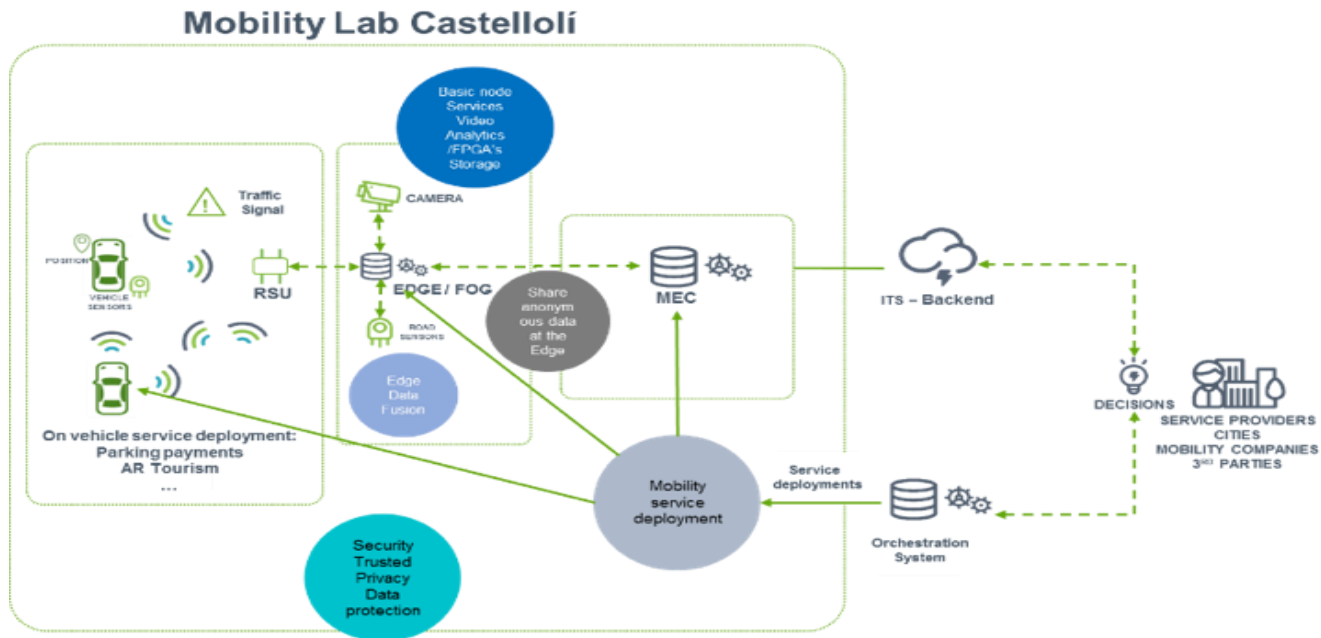 Mobility Lab Castellolí
Basic node
Services
Video
Analytics
/FPGA's
Storage
Traffic
Signal
CAMERA
POSITION
VEHICLE
SENSORS
RSU
EDGE / FOG
ROAD
SENSORS
Share
anonym
ous data
at the
Edge
MEC
ITS – Backend
Edge
Data
Fusion
DECISIONS
SERVICE PROVIDERS
CITIES
MOBILITY COMPANIES
3RD PARTIES
On vehicle service deployment:
Parking payments
AR Tourism
...
Mobility
service
deployment
Service
deployments
Orchestration
System
Security
Trusted
Privacy
Data
protection